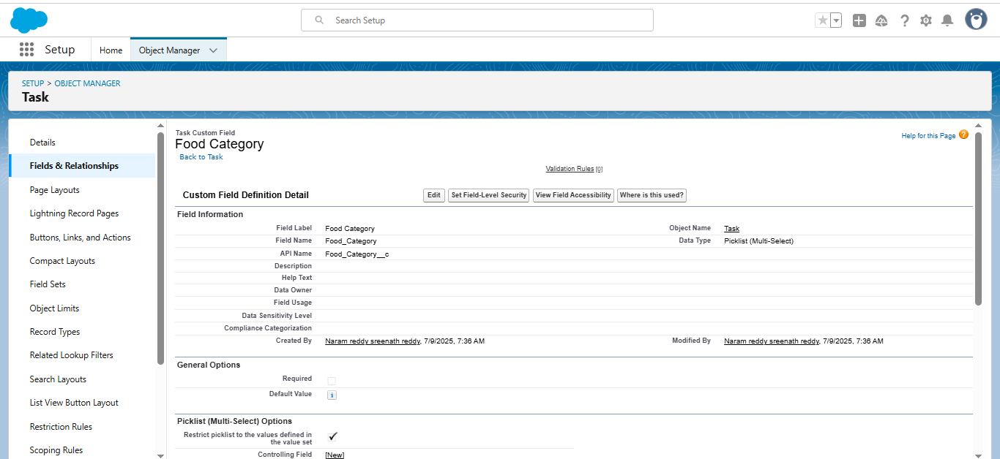 Search Setup
Setup
Home
Object Manager
SETUP > OBJECT MANAGER
Task
Details
Fields & Relationships
Page Layouts
Lightning Record Pages
Buttons, Links, and Actions
Compact Layouts
Field Sets
Object Limits
Record Types
Related Lookup Filters
Search Layouts
List View Button Layout
Restriction Rules
Scoping Rules
Task Custom Field
Food Category
Back to Task
Help for this Page ?
Validation Rules [0]
Custom Field Definition Detail
Edit Set Field-Level Security View Field Accessibility Where is this used?
Field Information
Field Label Food Category Object Name Task
Field Name Food_Category Data Type Picklist (Multi-Select)
API Name Food_Category__c
Description
Help Text
Data Owner
Field Usage
Data Sensitivity Level
Compliance Categorization
Created By Naram reddy sreenath reddy, 7/9/2025, 7:36 AM Modified By Naram reddy sreenath reddy, 7/9/2025, 7:36 AM
General Options
Required
Default Value i
Picklist (Multi-Select) Options
Restrict picklist to the values defined in
the value set
Controlling Field [New]